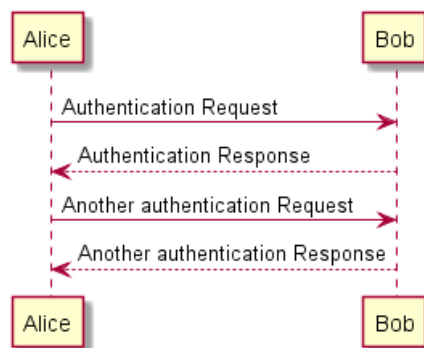 Alice
Bob
Authentication Request
Authentication Response
Another authentication Request
Another authentication Response
Alice
Bob